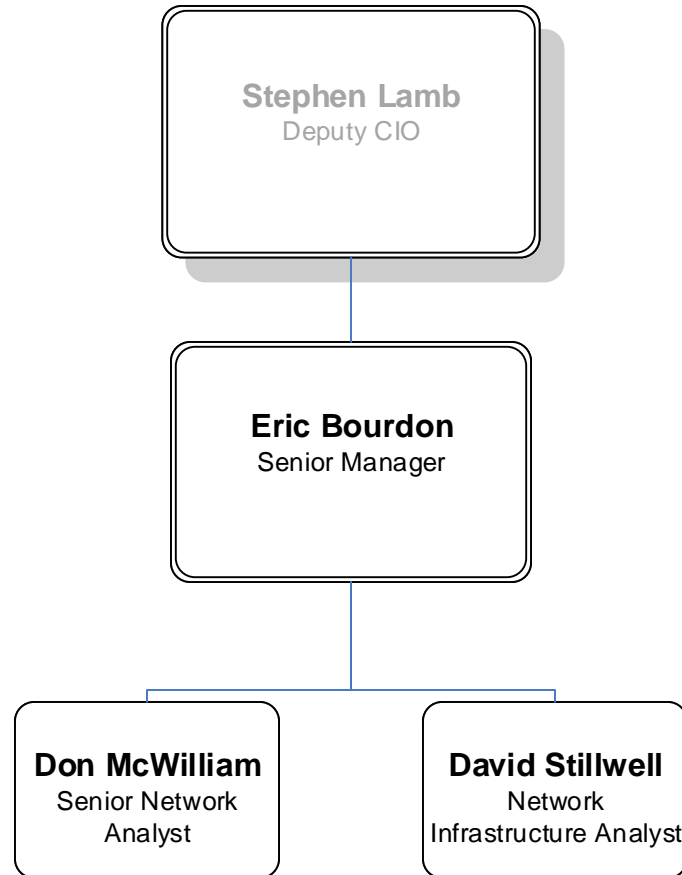 Stephen Lamb
Deputy CIO
Eric Bourdon
Senior Manager
Don McWilliam
Senior Network
Analyst
David Stillwell
Network
Infrastructure Analyst